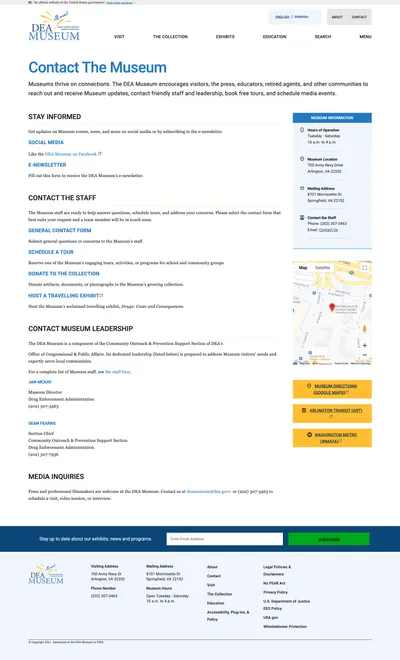 An official website of the United States government Here's how you know
DEA
MUSEUM
ENGLISH | SPANISH
ABOUT CONTACT
VISIT THE COLLECTION EXHIBITS EDUCATION SEARCH MENU
Contact The Museum
Museums thrive on connections. The DEA Museum encourages visitors, the press, educators, retired agents, and other communities to
reach out and receive Museum updates, contact friendly staff and leadership, book free tours, and schedule media events.
STAY INFORMED
Get updates on Museum events, news, and more on social media or by subscribing to the e-newsletter.
SOCIAL MEDIA
Like the DEA Museum on Facebook
E-NEWSLETTER
Fill out this form to receive the DEA Museum's e-newsletter.
CONTACT THE STAFF
The Museum staff are ready to help answer questions, schedule tours, and address your concerns. Please select the contact form that
best suits your request and a team member will be in touch soon.
GENERAL CONTACT FORM
Submit general questions or concerns to the Museum's staff.
SCHEDULE A TOUR
Reserve one of the Museum's engaging tours, activities, or programs for school and community groups
DONATE TO THE COLLECTION
Donate artifacts, documents, or photographs to the Museum's growing collection.
HOST A TRAVELLING EXHIBIT
Host the Museum's acclaimed travelling exhibit, Drugs: Costs and Consequences.
CONTACT MUSEUM LEADERSHIP
The DEA Museum is a component of the Community Outreach & Prevention Support Section of DEA's
Office of Congressional & Public Affairs. Its dedicated leadership (listed below) is prepared to address Museum visitors' needs and
expertly serve local communities.
For a complete list of Museum staff, see the staff bios.
JAN MCKAY
Museum Director
Drug Enforcement Administration
(202) 307-3463
SEAN FEARNS
Section Chief
Community Outreach & Prevention Support Section
Drug Enforcement Administration
(202) 307-7936
MEDIA INQUIRIES
Press and professional filmmakers are welcome at the DEA Museum. Contact us at deamuseum@dea.gov or (202) 307-3463 to
schedule a visit, video session, or interview.
MUSEUM INFORMATION
Hours of Operation
Tuesday - Saturday
10 a.m. to 4 p.m.
Museum Location
700 Army Navy Drive
Arlington, VA 22202
Mailing Address
8701 Morrissette Dr.
Springfield, VA 22152
Contact the Staff
Phone: (202) 307-3463
Email: Contact Us
Map Satellite
MUSEUM DIRECTIONS
(GOOGLE MAPS)
ARLINGTON TRANSIT (ART)
WASHINGTON METRO
(WMATA)
Stay up to date about our exhibits, news and programs.
Enter Email Address
SUBSCRIBE
DEA
MUSEUM
Visiting Address
700 Army Navy Dr
Arlington, VA 22202
Phone Number
(202) 307-3463
Mailing Address
8701 Morrissette Dr
Springfield, VA 22152
Museum Hours
Open Tuesday - Saturday
10 a.m. to 4 p.m.
About
Contact
Visit
The Collection
Exhibits
Education
Accessibility, Plug-ins, &
Policy
Legal Policies &
Disclaimers
No FEAR Act
Privacy Policy
U.S. Department of Justice
EEO Policy
USA.gov
Whistleblower Protection
© Copyright 2021 - Admission to the DEA Museum is FREE.